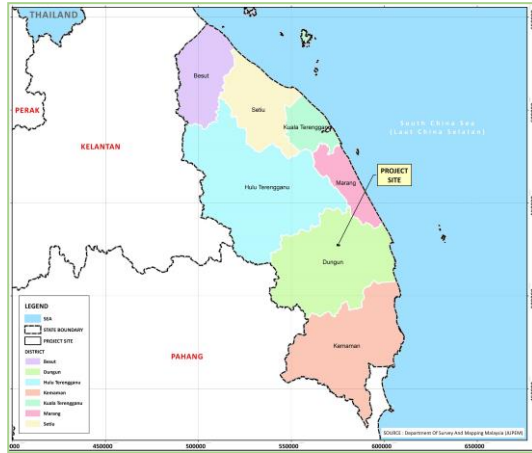 THAILAND
PERAK
KELANTAN
Besut
Setiu
Kuala Terengganu
South China Sea
(Laut China Selatan)
PROJECT
SITE
Marang
Hulu Terengganu
Dungun
Kemaman
PAHANG
LEGEND
SEA
STATE BOUNDARY
PROJECT SITE
DISTRICT
Besut
Dungun
Hulu Terengganu
Kemaman
Kuala Terengganu
Marang
Setiu
SOURCE : Department Of Survey And Mapping Malaysia (JUPEM)
450000
500000
550000
600000
650000